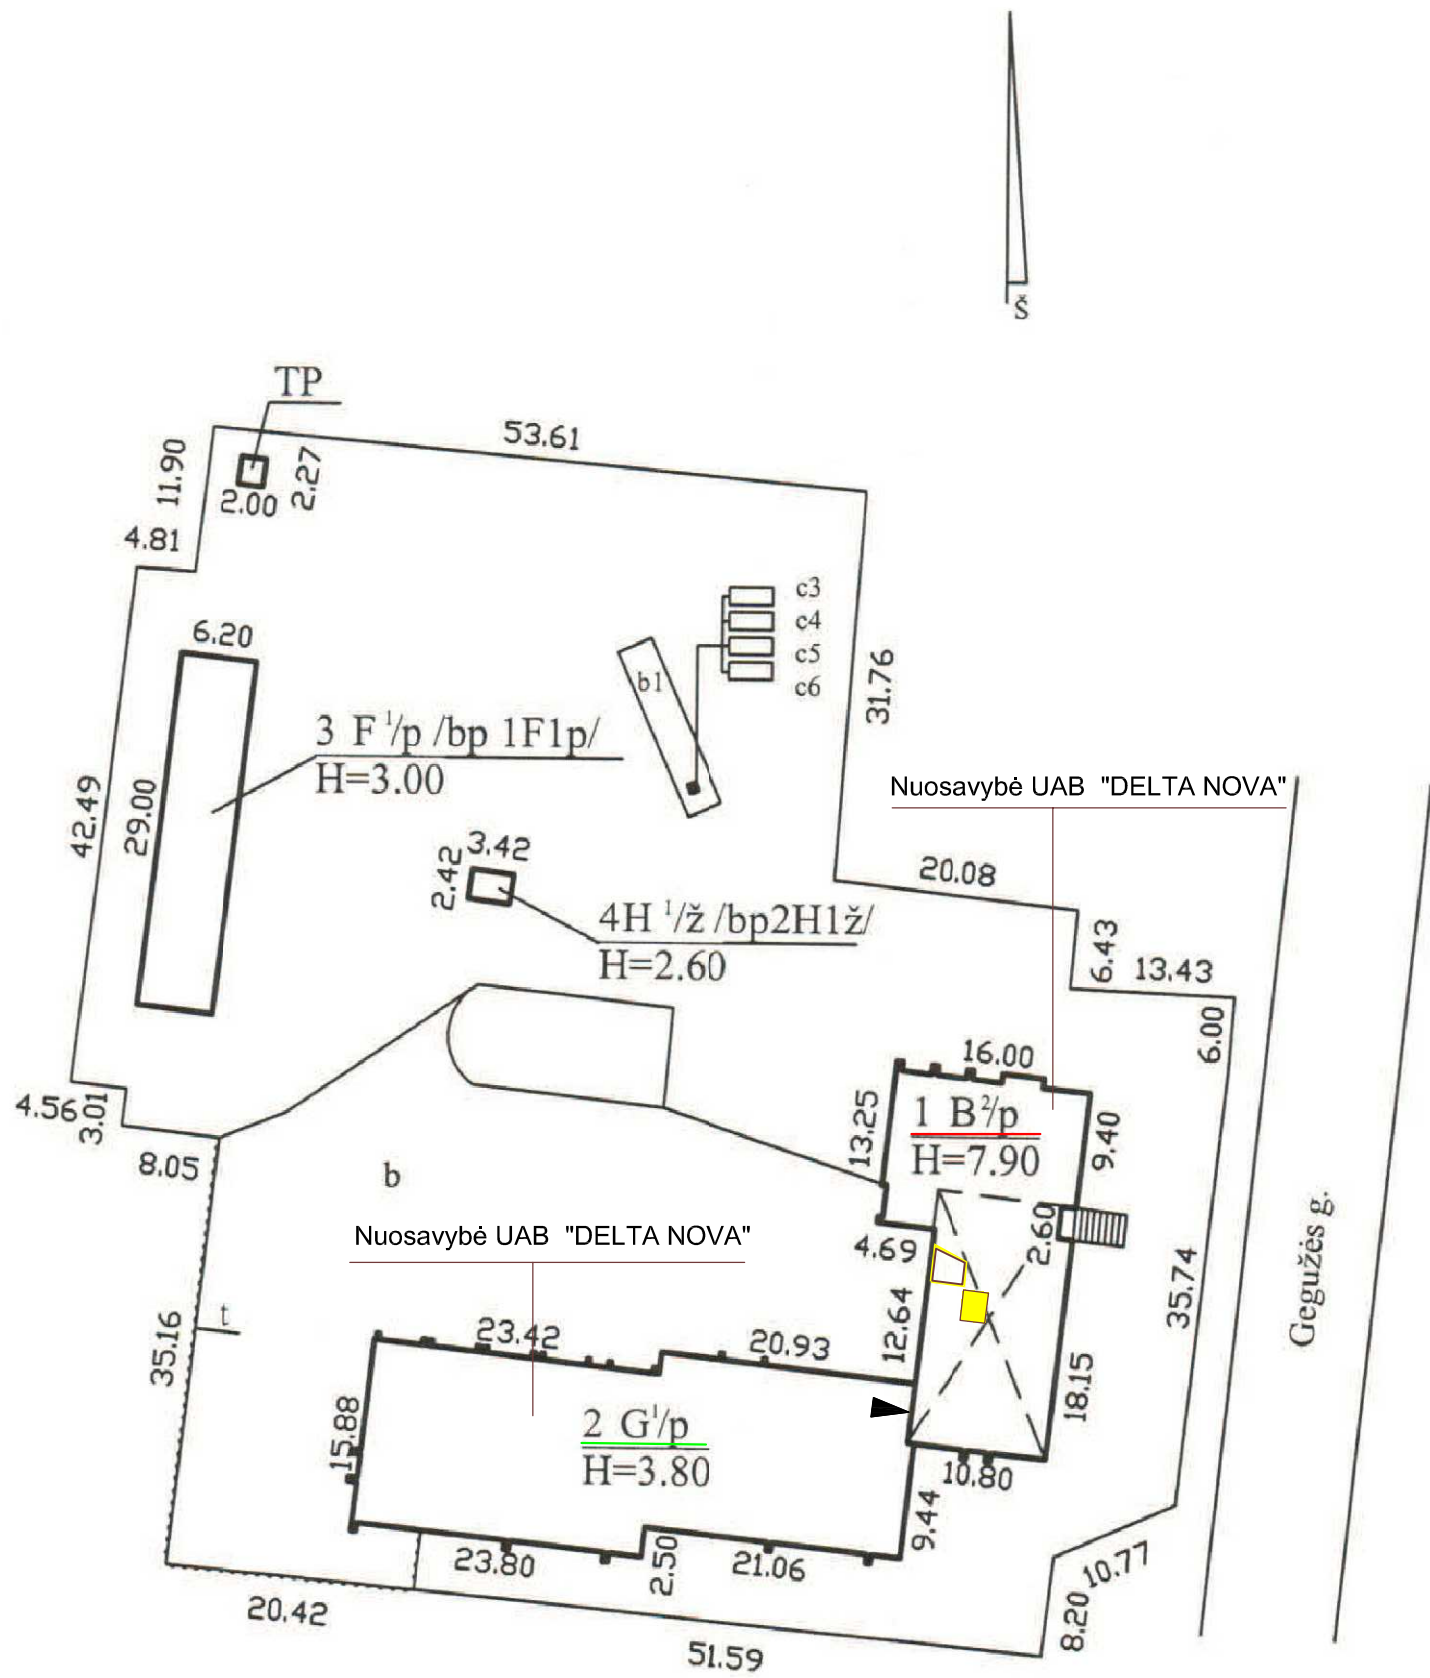 Š
TP
53.61
11.90
2.27
2.00
4.81
c3
c4
c5
c6
6.20
b1
31.76
3 F ¹/p /bp 1F1p/
H=3.00
42.49
29.00
Nuosavybė UAB "DELTA NOVA"
3.42
2.42
20.08
4H ¹/ž /bp2H1ž/
H=2.60
6.43
13.43
6.00
16.00
4.56
3.01
13.25
1 B²/p
H=7.90
9.40
8.05
b
Nuosavybė UAB "DELTA NOVA"
4.69
2.60
Gegužės g.
35.74
t
35.16
23.42
20.93
12.64
18.15
15.88
2 G¹/p
H=3.80
10.80
9.44
23.80
2.50
21.06
10.77
8.20
20.42
51.59